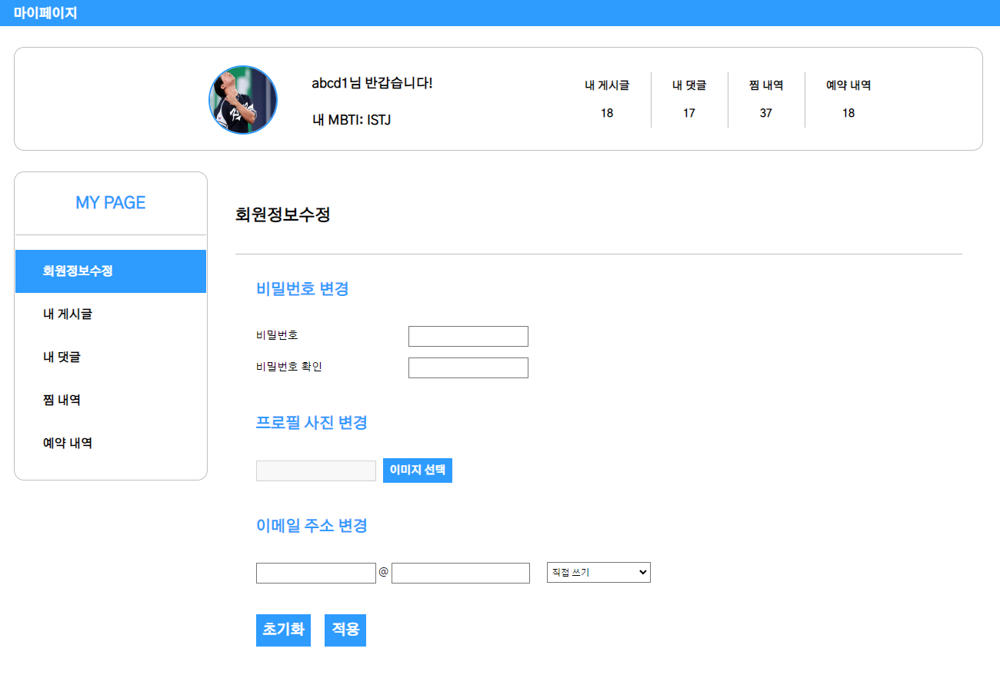 마이페이지
abcd1님 반갑습니다!
내 MBTI: ISTJ
내 게시글
18
내 댓글
17
찜 내역
37
예약 내역
18
MY PAGE
회원정보수정
내 게시글
내 댓글
찜 내역
예약 내역
회원정보수정
비밀번호 변경
비밀번호
비밀번호 확인
프로필 사진 변경
이미지 선택
이메일 주소 변경
@
직접 쓰기
초기화
적용